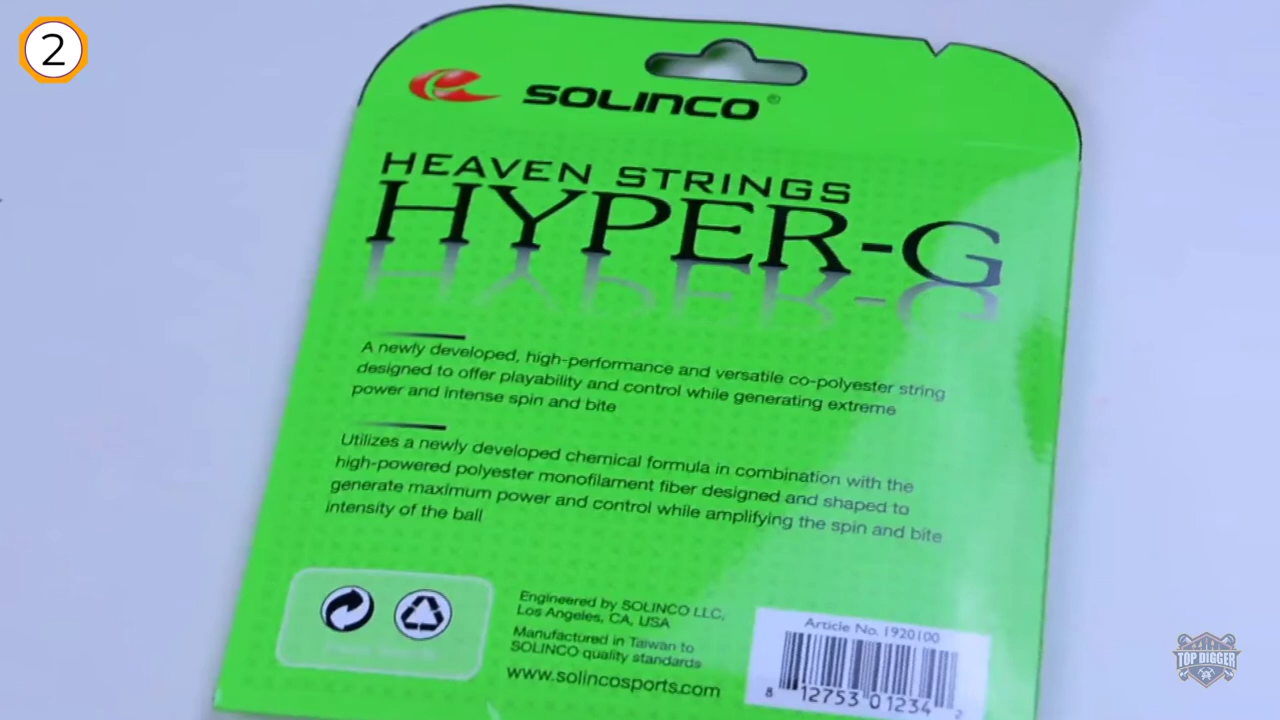 2
SOLINCO®
HEAVEN STRINGS
HYPER-G
A newly developed, high-performance and versatile co-polyester string
designed to offer playability and control while generating extreme
power and intense spin and bite
Utilizes a newly developed chemical formula in combination with the
high-powered polyester monofilament fiber designed and shaped to
generate maximum power and control while amplifying the spin and bite
intensity of the ball
Engineered by SOLINCO LLC,
Los Angeles, CA, USA
Manufactured in Taiwan to
SOLINCO quality standards
www.solincosports.com
Article No. 1920100
8 12753 01234 2
TOP DIGGER